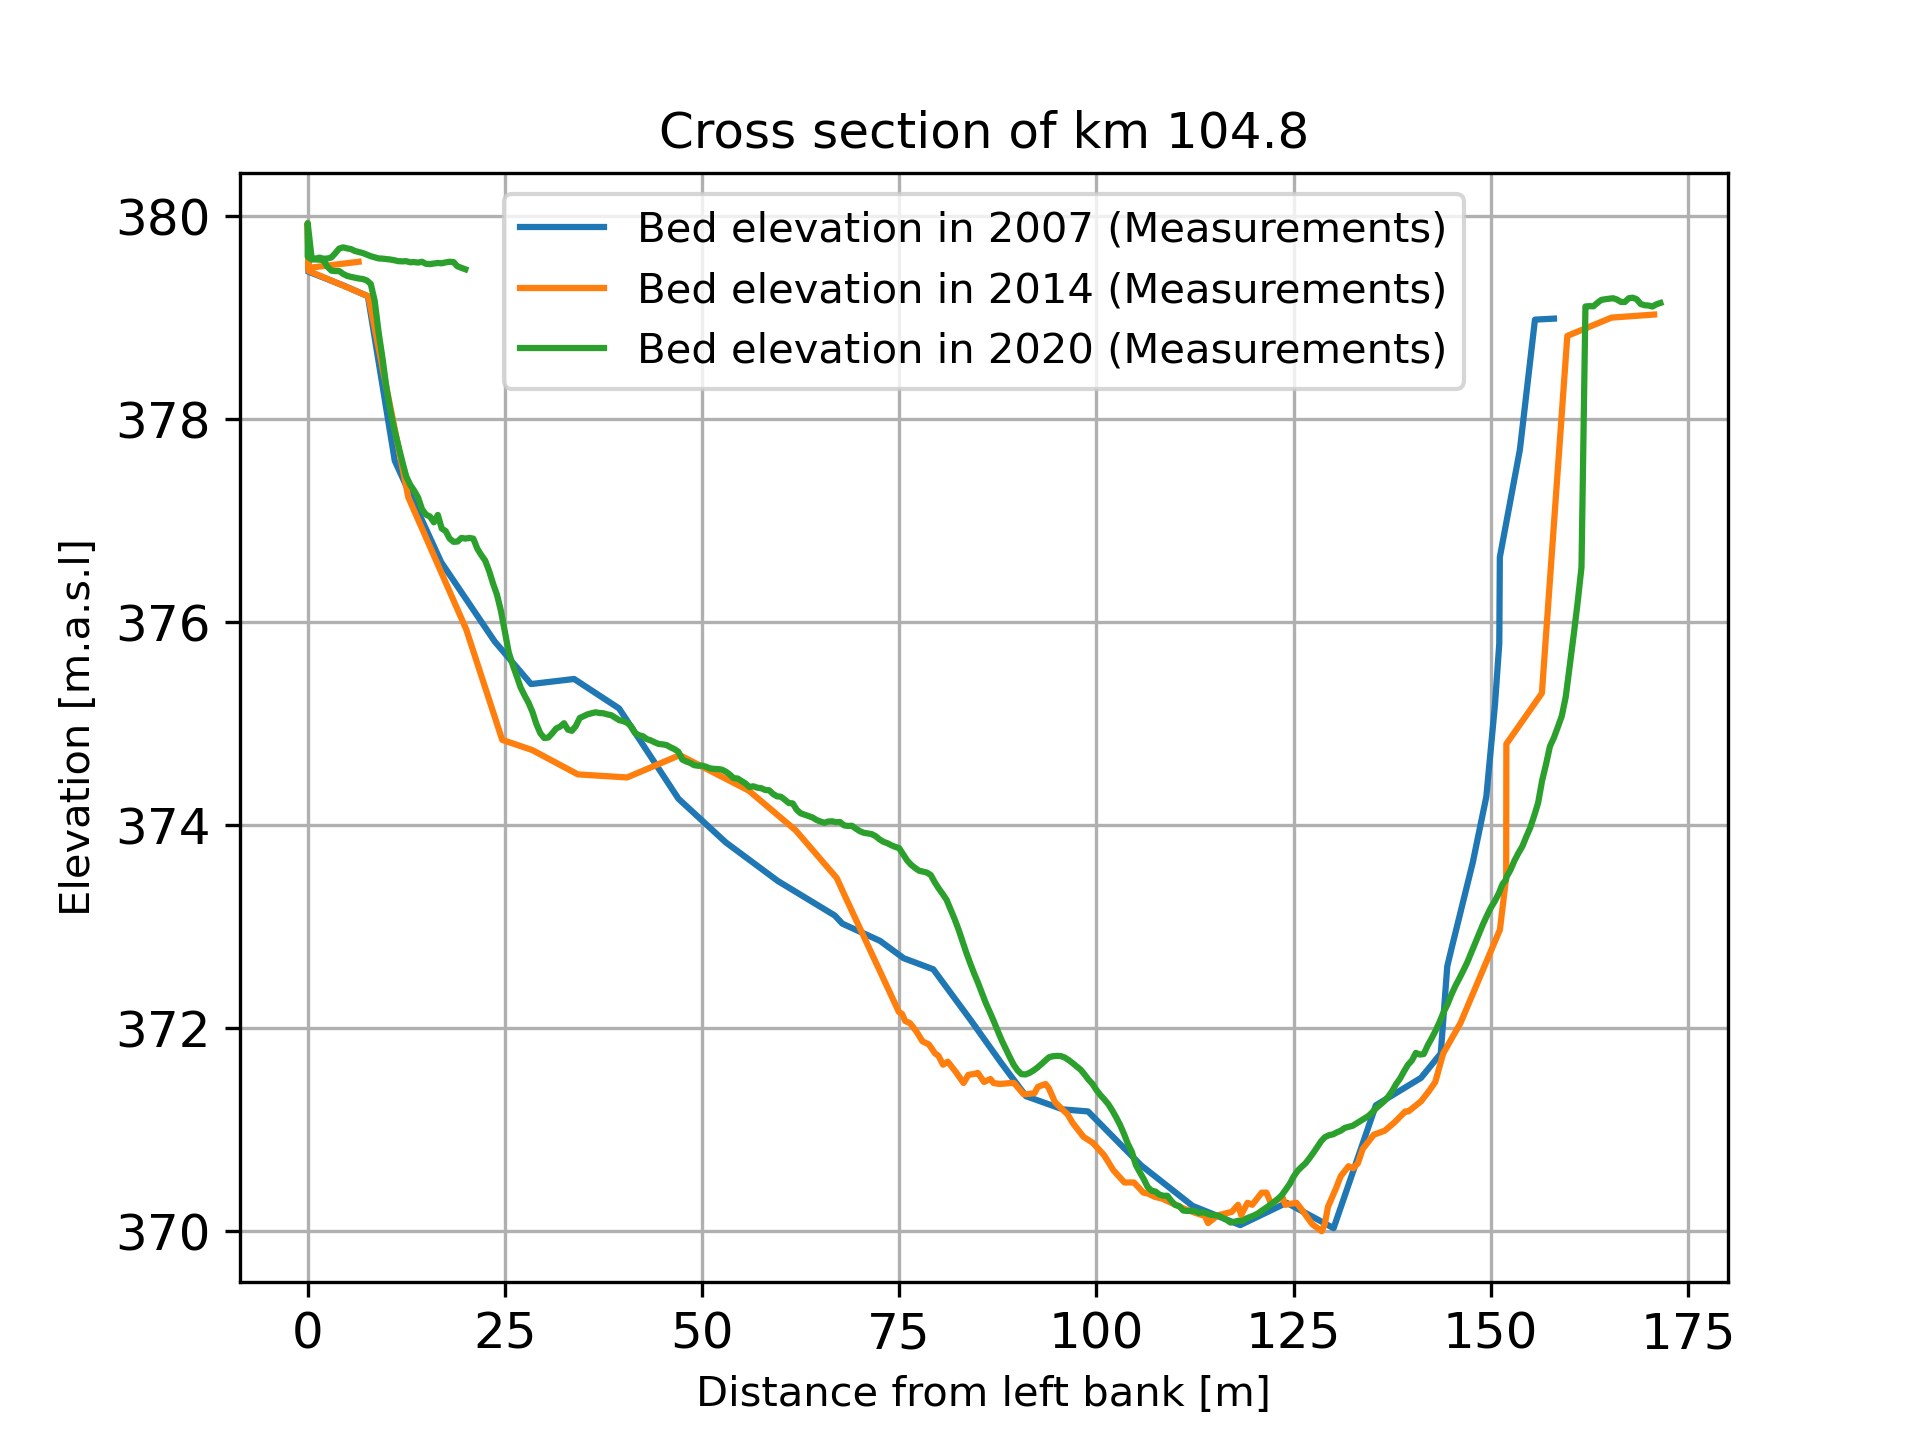 Cross section of km 104.8
Bed elevation in 2007 (Measurements)
Bed elevation in 2014 (Measurements)
Bed elevation in 2020 (Measurements)
Elevation [m.a.s.l]
380
378
376
374
372
370
0 25 50 75 100 125 150 175
Distance from left bank [m]